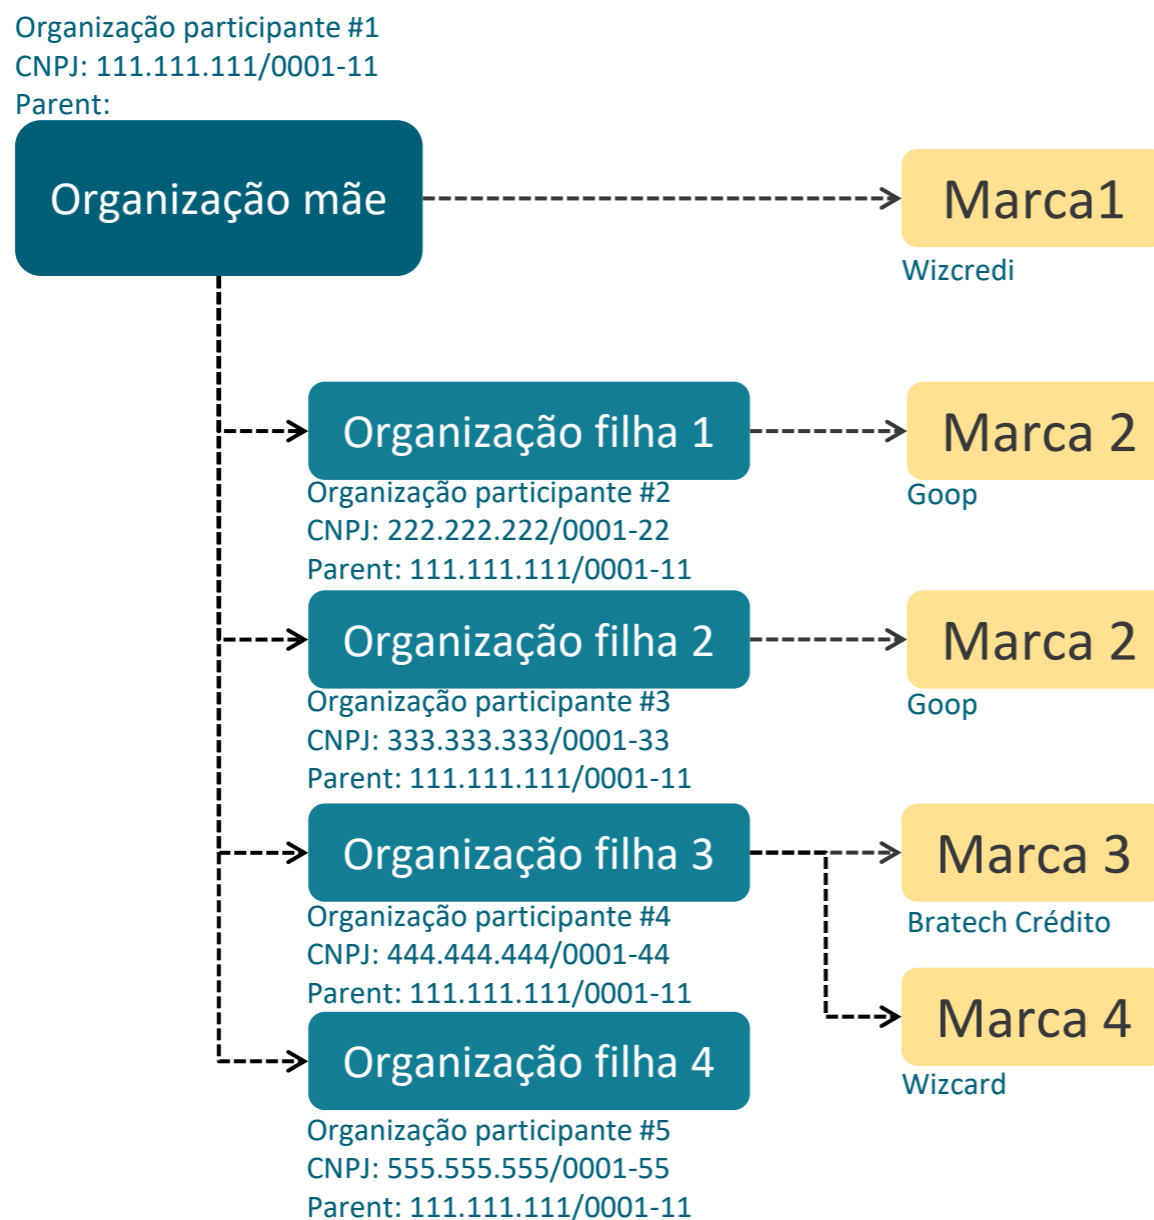 Organização participante #1
CNPJ: 111.111.111/0001-11
Parent:
Organização mãe
Marca1
Wizcredi
Organização filha 1
Marca 2
Organização participante #2
Goop
CNPJ: 222.222.222/0001-22
Parent: 111.111.111/0001-11
Organização filha 2
Marca 2
Organização participante #3
Goop
CNPJ: 333.333.333/0001-33
Parent: 111.111.111/0001-11
Organização filha 3
Marca 3
Organização participante #4
Bratech Crédito
CNPJ: 444.444.444/0001-44
Parent: 111.111.111/0001-11
Marca 4
Organização filha 4
Wizcard
Organização participante #5
CNPJ: 555.555.555/0001-55
Parent: 111.111.111/0001-11